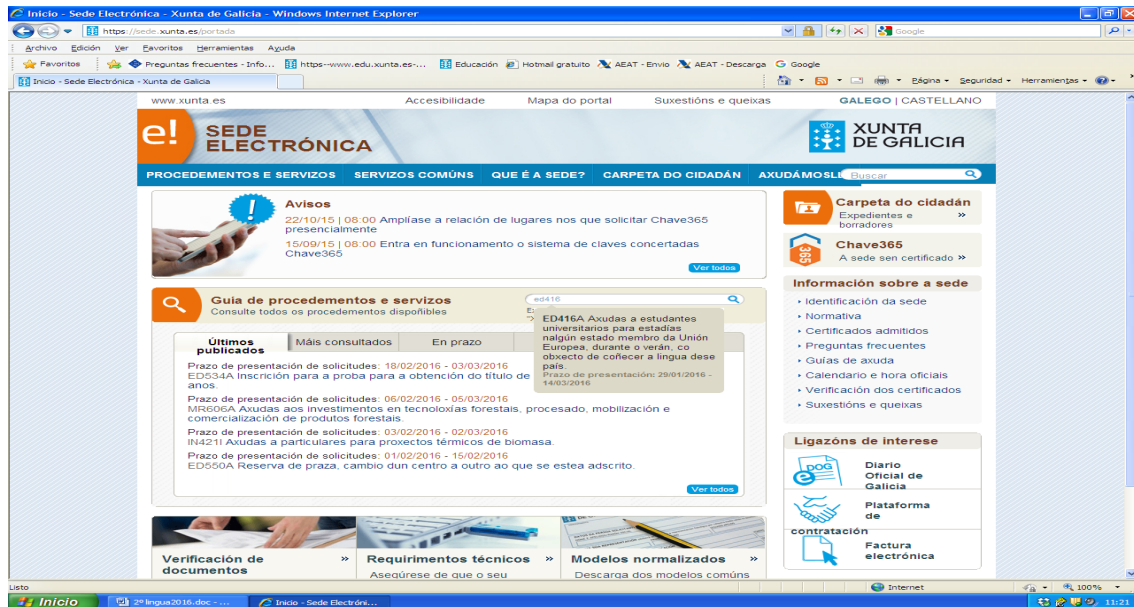 Inicio - Sede Electrónica - Xunta de Galicia - Windows Internet Explorer
https://sede.xunta.es/portada
Google
Archivo Edición Ver Favoritos Herramientas Ayuda
Favoritos Preguntas frecuentes - Info... https--www.edu.xunta.es-... Educación Hotmail gratuito AEAT - Envio AEAT - Descarga Google
Inicio - Sede Electrónica - Xunta de Galicia
Página Seguridad Herramientas
www.xunta.es Accesibilidade Mapa do portal Suxestións e queixas GALEGO | CASTELLANO
e! SEDE
ELECTRÓNICA
XUNTA
DE GALICIA
PROCEDEMENTOS E SERVIZOS SERVIZOS COMÚNS QUE É A SEDE? CARPETA DO CIDADÁN AXUDÁMOSL Buscar
Avisos
22/10/15 | 08:00 Amplíase a relación de lugares nos que solicitar Chave365
presencialmente
15/09/15 | 08:00 Entra en funcionamento o sistema de claves concertadas
Chave365
Ver todos
Carpeta do cidadán
Expedientes e »
borradores
365
Chave365
A sede sen certificado »
Información sobre a sede
Identificación da sede
Normativa
Certificados admitidos
Preguntas frecuentes
Guías de axuda
Calendario e hora oficiais
Verificación dos certificados
Suxestións e queixas
Guia de procedementos e servizos
Consulte todos os procedementos dispoñibles
ed416
ED416A Axudas a estudantes
universitarios para estadías
nalgún estado membro da Unión
Europea, durante o verán, co
obxecto de coñecer a lingua dese
país.
Prazo de presentación: 29/01/2016 -
14/03/2016
Últimos
publicados
Máis consultados En prazo
Prazo de presentación de solicitudes: 18/02/2016 - 03/03/2016
ED534A Inscrición para a proba para a obtención do título de
anos.
Prazo de presentación de solicitudes: 06/02/2016 - 05/03/2016
MR606A Axudas aos investimentos en tecnoloxías forestais, procesado, mobilización e
comercialización de produtos forestais.
Prazo de presentación de solicitudes: 03/02/2016 - 02/03/2016
IN421I Axudas a particulares para proxectos térmicos de biomasa.
Prazo de presentación de solicitudes: 01/02/2016 - 15/02/2016
ED550A Reserva de praza, cambio dun centro a outro ao que se estea adscrito.
Ver todos
Ligazóns de interese
DOG
Diario
Oficial de
Galicia
Plataforma
de
contratación
Factura
electrónica
Verificación de »
documentos
Requirimentos técnicos »
Asegúrese de que o seu
Modelos normalizados »
Descarga dos modelos comúns
Listo Internet 100%
Inicio 2º lingua2016.doc - ... Inicio - Sede Electróni... 11:21